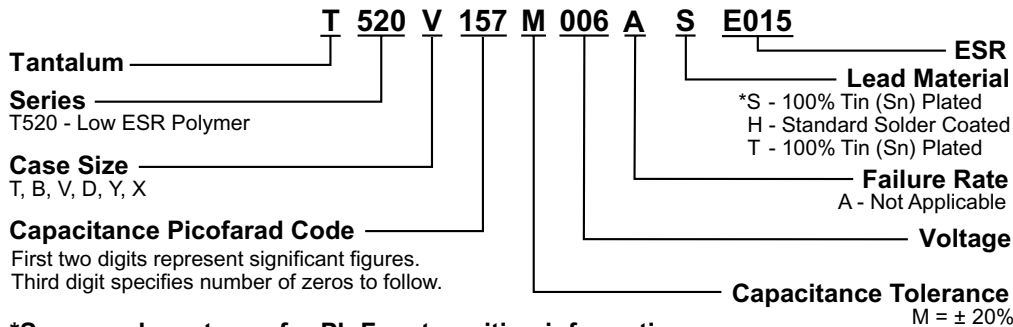 T 520 V 157 M 006 A S E015
Tantalum
Series
T520 - Low ESR Polymer
Case Size
T, B, V, D, Y, X
Capacitance Picofarad Code
First two digits represent significant figures.
Third digit specifies number of zeros to follow.
ESR
Lead Material
*S - 100% Tin (Sn) Plated
H - Standard Solder Coated
T - 100% Tin (Sn) Plated
Failure Rate
A - Not Applicable
Voltage
Capacitance Tolerance
M = ± 20%